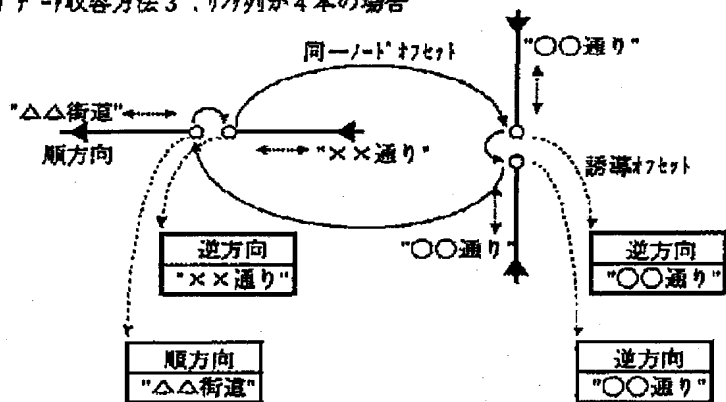 データ収容方法3、リンク列が4本の場合
同一ノードオフセット
"○○通り"
"△△街道"
順方向
"××通り"
誘導オフセット
"○○通り"
逆方向
"××通り"
逆方向
"○○通り"
順方向
"△△街道"
逆方向
"○○通り"